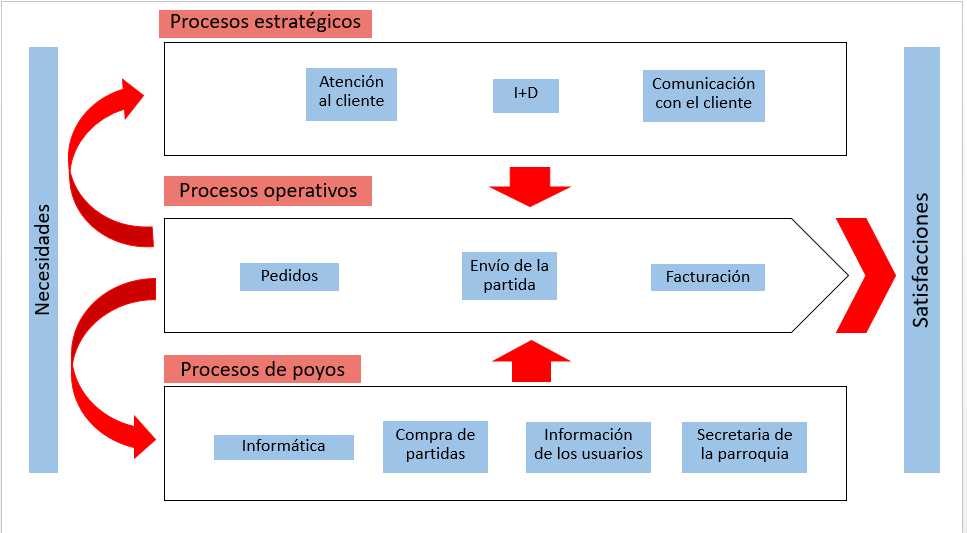 Procesos estratégicos
Atención
al cliente
I+D
Comunicación
con el cliente
Necesidades
Procesos operativos
Pedidos
Envío de la
partida
Facturación
Satisfacciones
Procesos de poyos
Informática
Compra de
partidas
Información
de los usuarios
Secretaria de
la parroquia